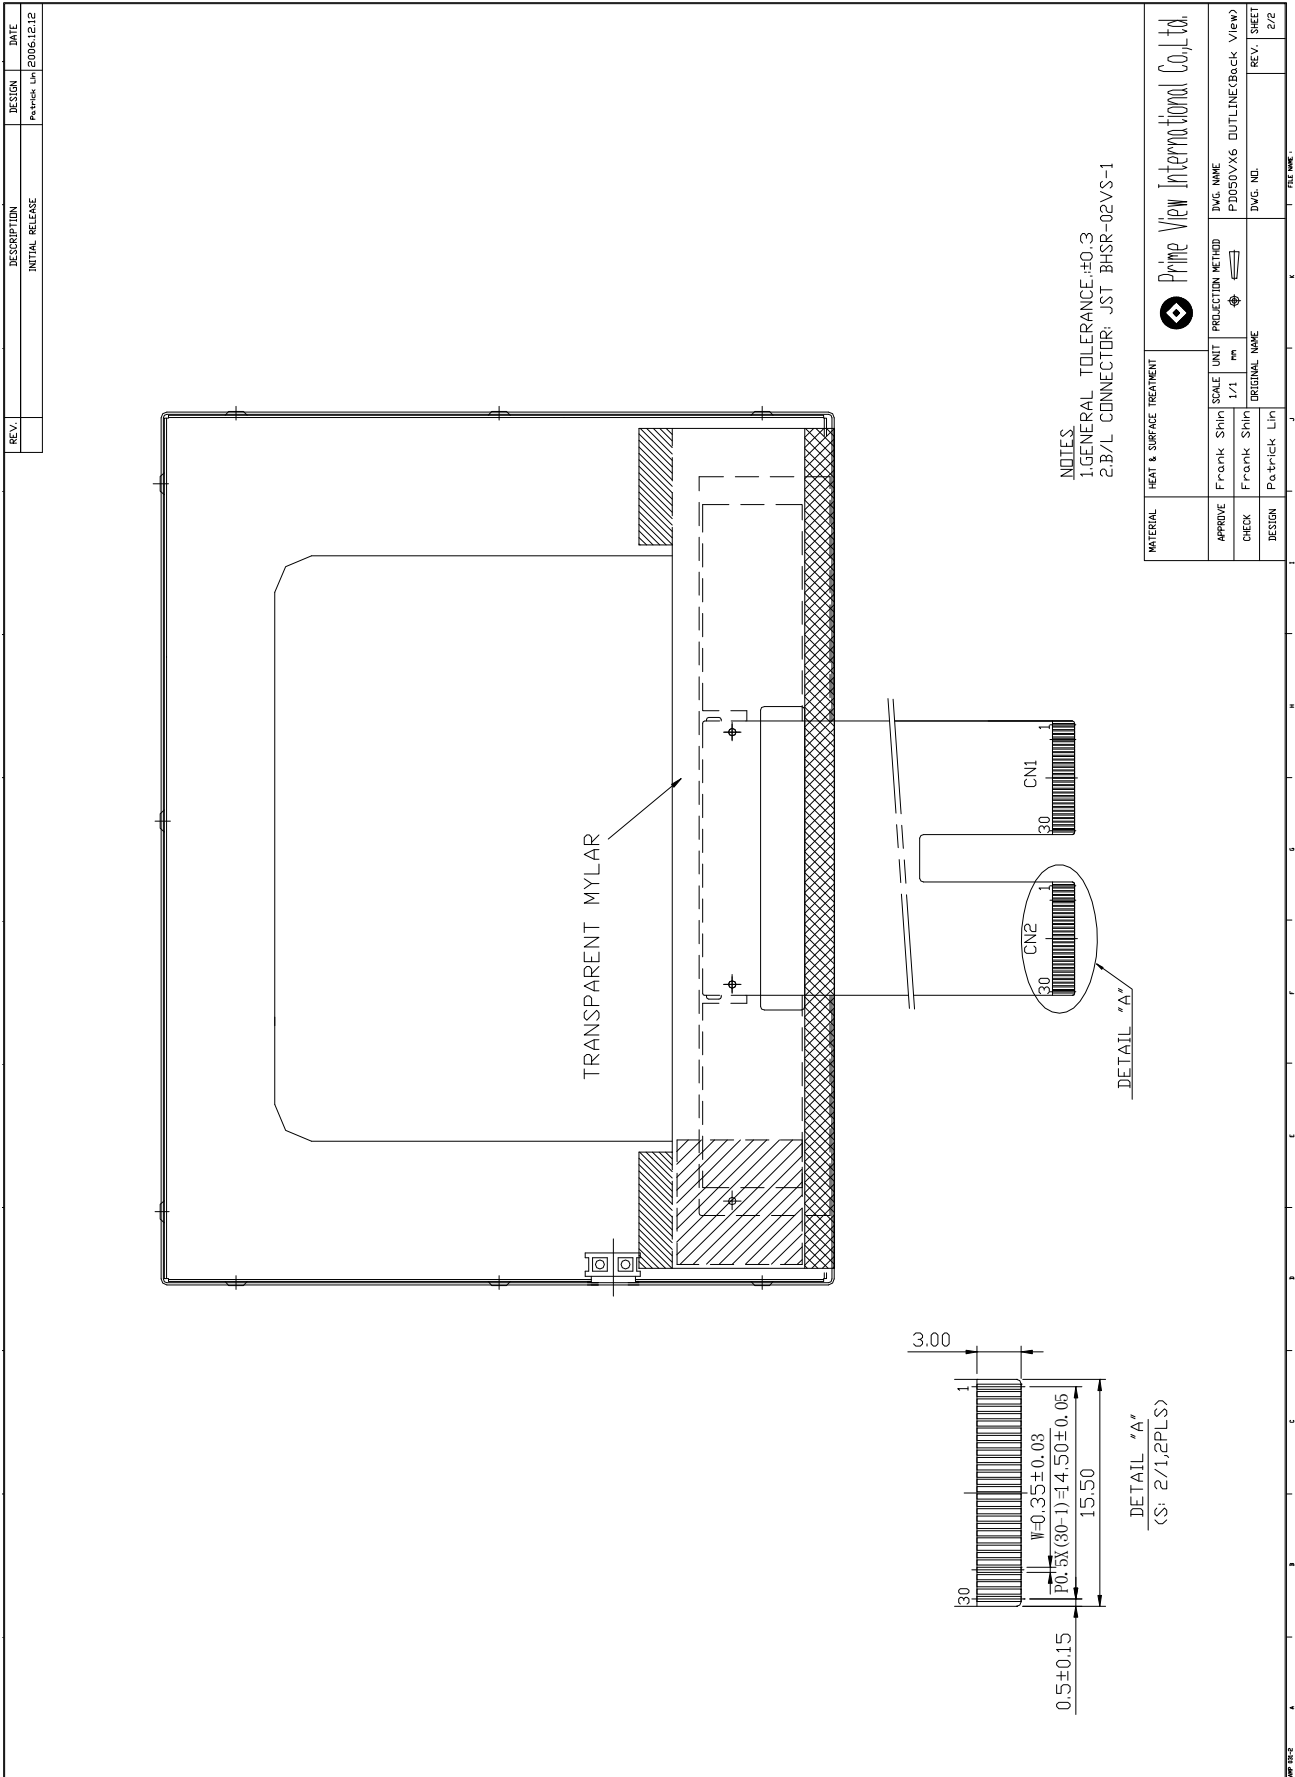 REV.
DESCRIPTION
DESIGN
DATE
INITIAL RELEASE
Patrick Lin
2006.12.12
TRANSPARENT MYLAR
CN1
1
30
CN2
1
30
DETAIL "A"
3.00
1
30
W=0.35±0.03
P0.5X(30-1)=14.50±0.05
15.50
0.5±0.15
DETAIL "A"
(S: 2/1,2PLS)
NOTES
1.GENERAL TOLERANCE:±0.3
2.B/L CONNECTOR: JST BHSR-02VS-1
MATERIAL
HEAT & SURFACE TREATMENT
Prime View International Co.,Ltd.
APPROVE
Frank Shin
SCALE
1/1
UNIT
mm
PROJECTION METHOD
DWG. NAME
PD050VX6 OUTLINE(Back View)
CHECK
Frank Shin
DESIGN
Patrick Lin
ORIGINAL NAME
DWG. NO.
REV.
SHEET
2/2
FILE NAME :